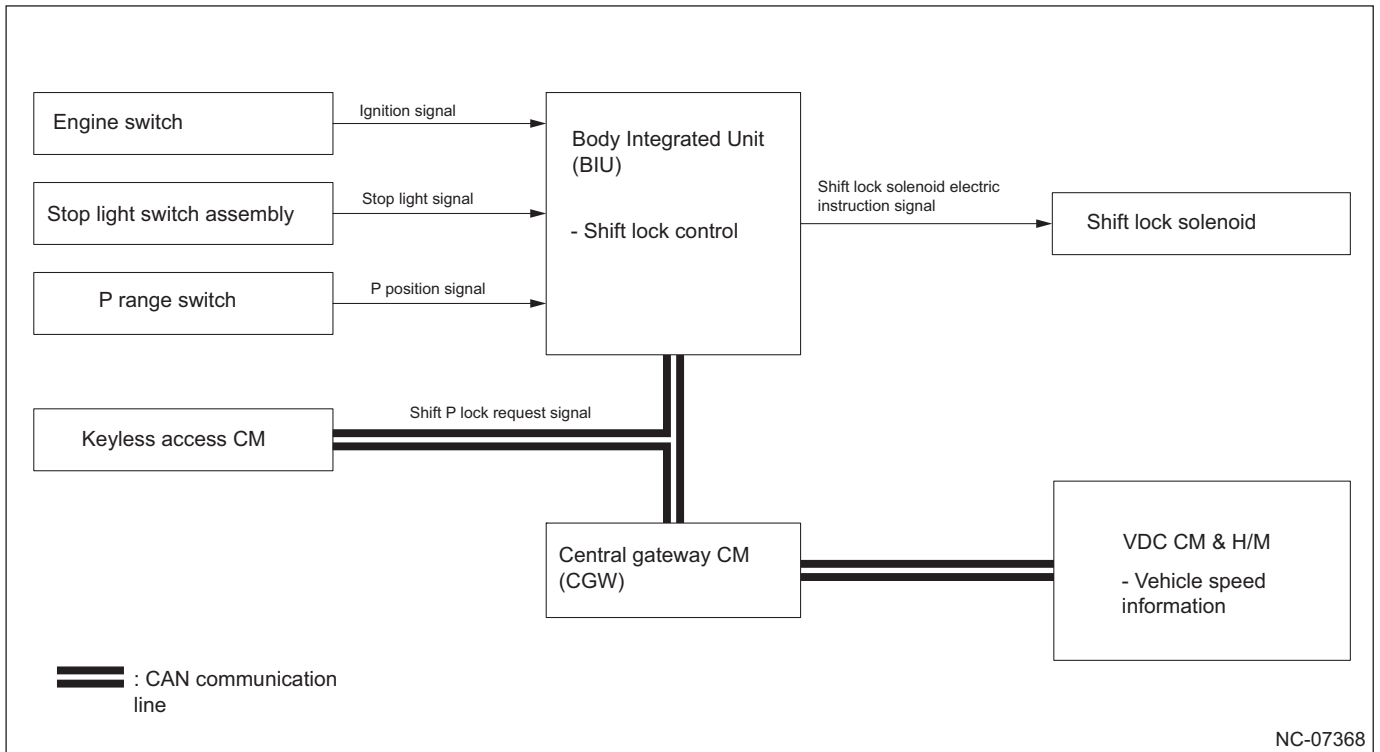 Engine switch
Ignition signal
Body Integrated Unit
(BIU)
- Shift lock control
Stop light switch assembly
Stop light signal
Shift lock solenoid electric
instruction signal
Shift lock solenoid
P range switch
P position signal
Keyless access CM
Shift P lock request signal
Central gateway CM
(CGW)
VDC CM & H/M
- Vehicle speed
information
: CAN communication
line
NC-07368